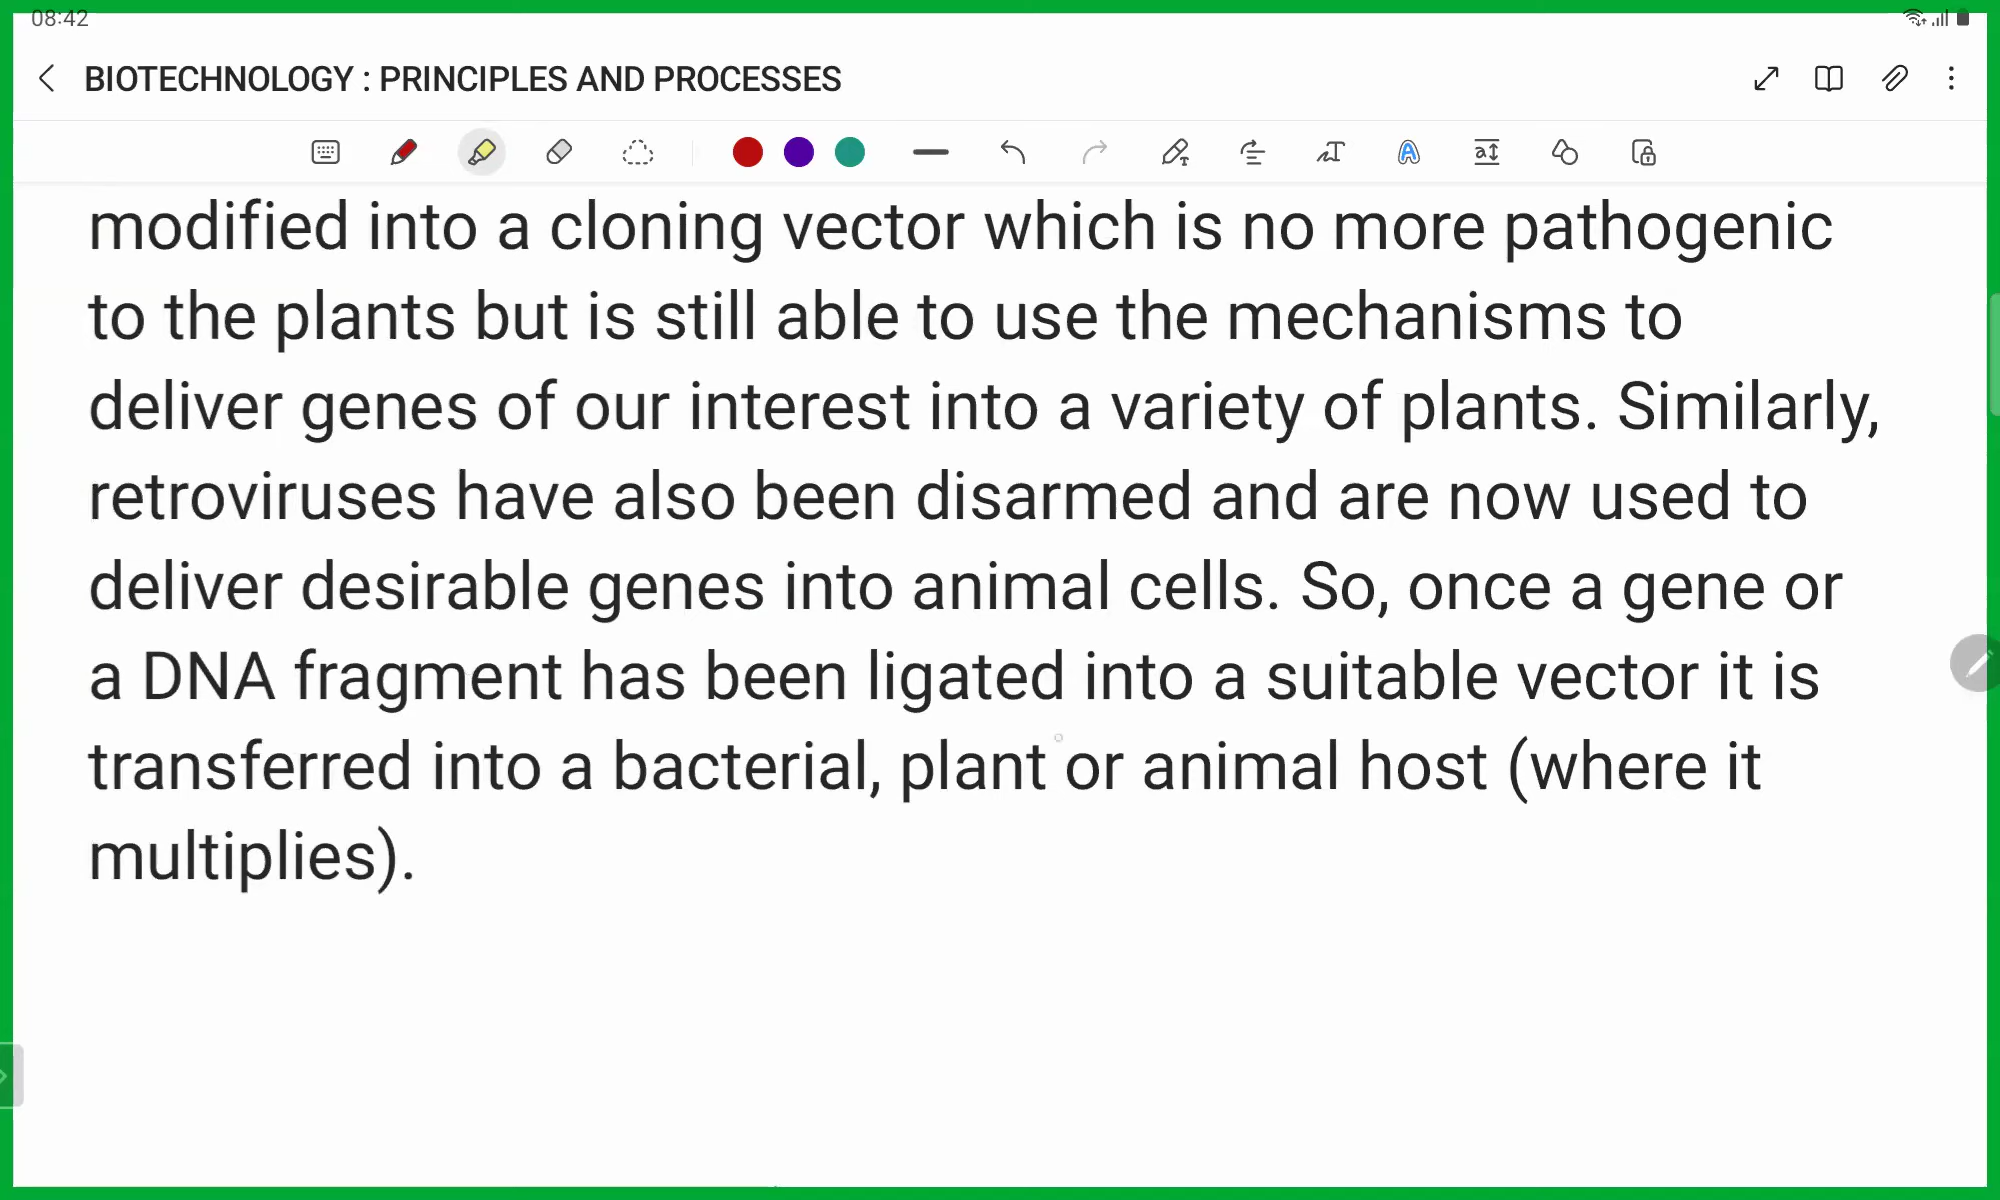 08:42
BIOTECHNOLOGY : PRINCIPLES AND PROCESSES
modified into a cloning vector which is no more pathogenic
to the plants but is still able to use the mechanisms to
deliver genes of our interest into a variety of plants. Similarly,
retroviruses have also been disarmed and are now used to
deliver desirable genes into animal cells. So, once a gene or
a DNA fragment has been ligated into a suitable vector it is
transferred into a bacterial, plant or animal host (where it
multiplies).